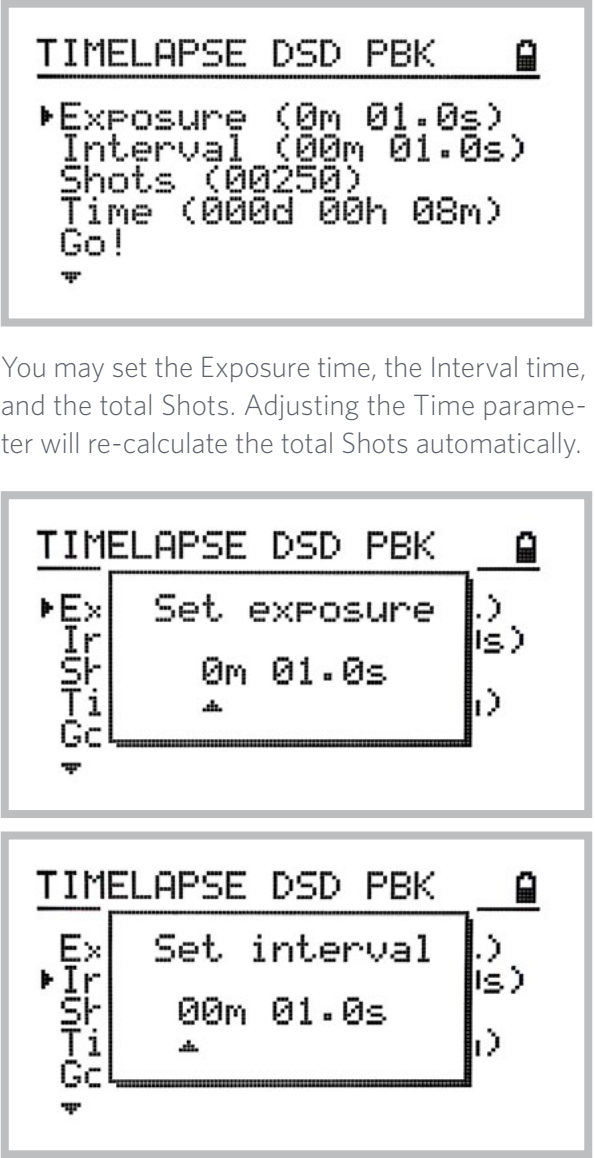 TIMELAPSE DSD PBK
Exposure (0m 01.0s)
Interval (00m 01.0s)
Shots (00250)
Time (000d 00h 08m)
Go!
You may set the Exposure time, the Interval time,
and the total Shots. Adjusting the Time parame-
ter will re-calculate the total Shots automatically.
TIMELAPSE DSD PBK
Set exposure
0m 01.0s
TIMELAPSE DSD PBK
Set interval
00m 01.0s